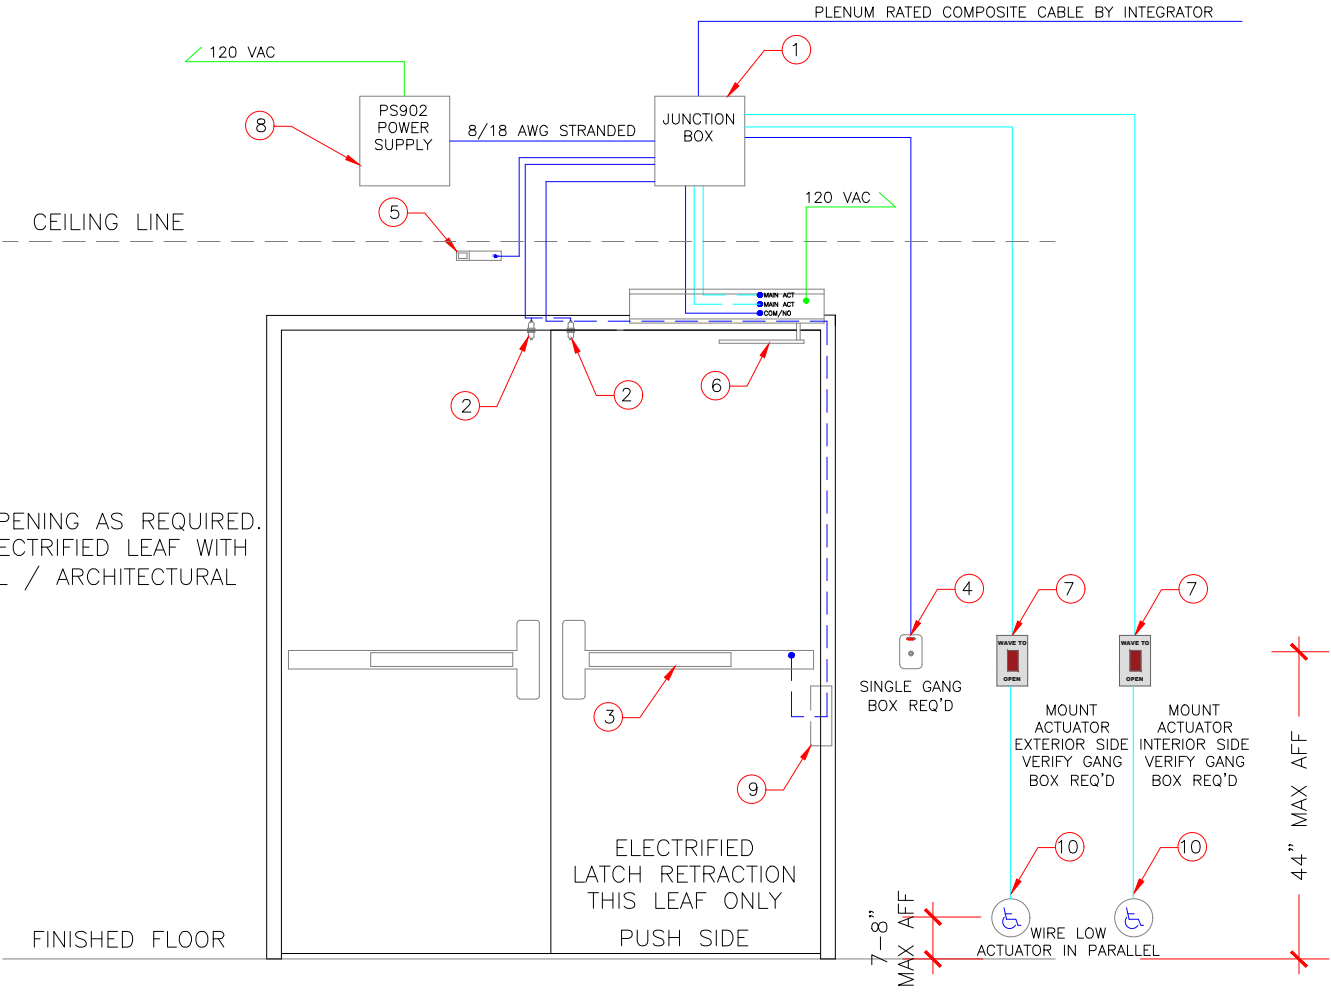 PLENUM RATED COMPOSITE CABLE BY INTEGRATOR
120 VAC
1
PS902
POWER
SUPPLY
8
8/18 AWG STRANDED
JUNCTION
BOX
120 VAC
5
CEILING LINE
MAIN ACT
MAIN ACT
COM/NO
2
2
6
PENING AS REQUIRED.
ECTRIFIED LEAF WITH
L / ARCHITECTURAL
4
7
7
WAVE TO
OPEN
WAVE TO
OPEN
SINGLE GANG
BOX REQ'D
3
9
MOUNT
ACTUATOR
EXTERIOR SIDE
VERIFY GANG
BOX REQ'D
MOUNT
ACTUATOR
INTERIOR SIDE
VERIFY GANG
BOX REQ'D
44" MAX AFF
ELECTRIFIED
LATCH RETRACTION
THIS LEAF ONLY
PUSH SIDE
10
10
7-8"
MAX AFF
WIRE LOW
ACTUATOR IN PARALLEL
FINISHED FLOOR